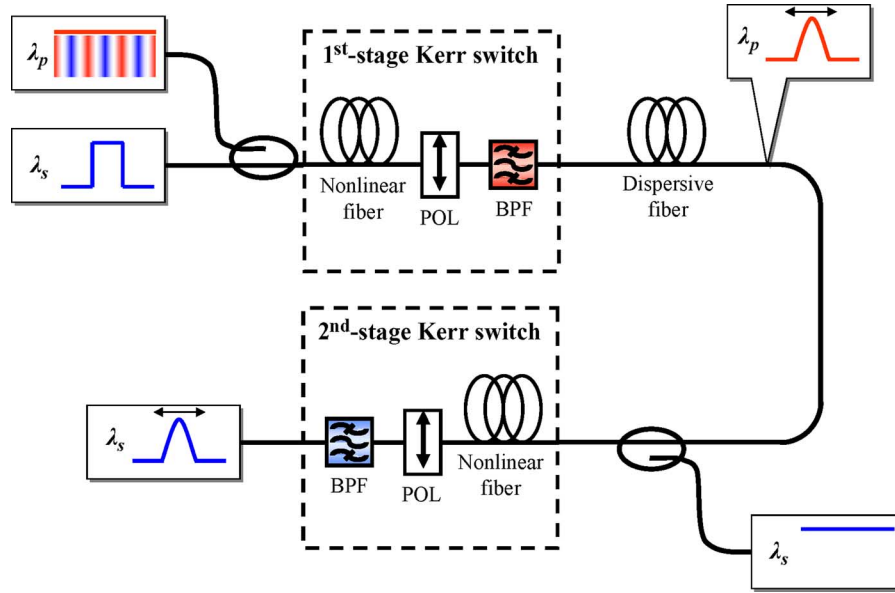 λp
λs
1st-stage Kerr switch
Nonlinear
fiber
POL
BPF
Dispersive
fiber
λp
2nd-stage Kerr switch
λs
BPF
POL
Nonlinear
fiber
λs